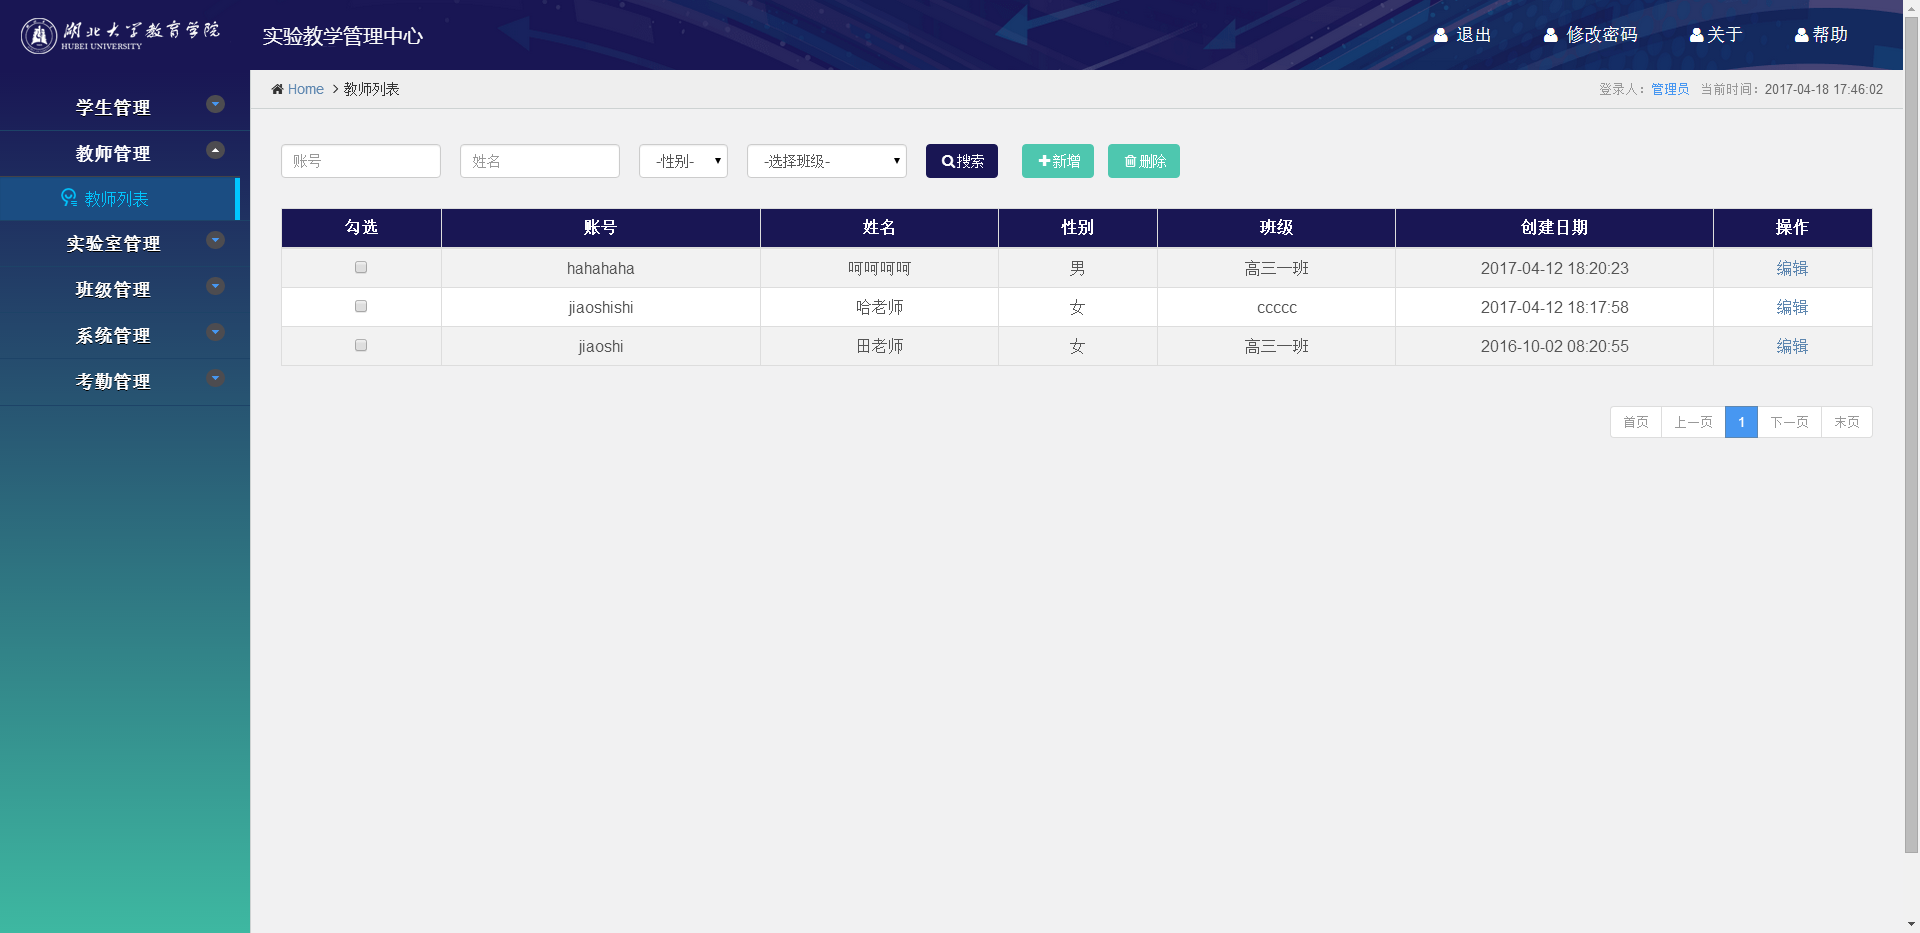 湖北大学教育学院
HUBEI UNIVERSITY
实验教学管理中心
退出 修改密码 关于 帮助
学生管理
教师管理
教师列表
实验室管理
班级管理
系统管理
考勤管理
Home > 教师列表
登录人：管理员 当前时间：2017-04-18 17:46:02
账号 姓名 -性别- -选择班级- 搜索 新增 删除
勾选 账号 姓名 性别 班级 创建日期 操作
hahahaha 呵呵呵呵 男 高三一班 2017-04-12 18:20:23 编辑
jiaoshishi 哈老师 女 ccccc 2017-04-12 18:17:58 编辑
jiaoshi 田老师 女 高三一班 2016-10-02 08:20:55 编辑
首页 上一页 1 下一页 末页